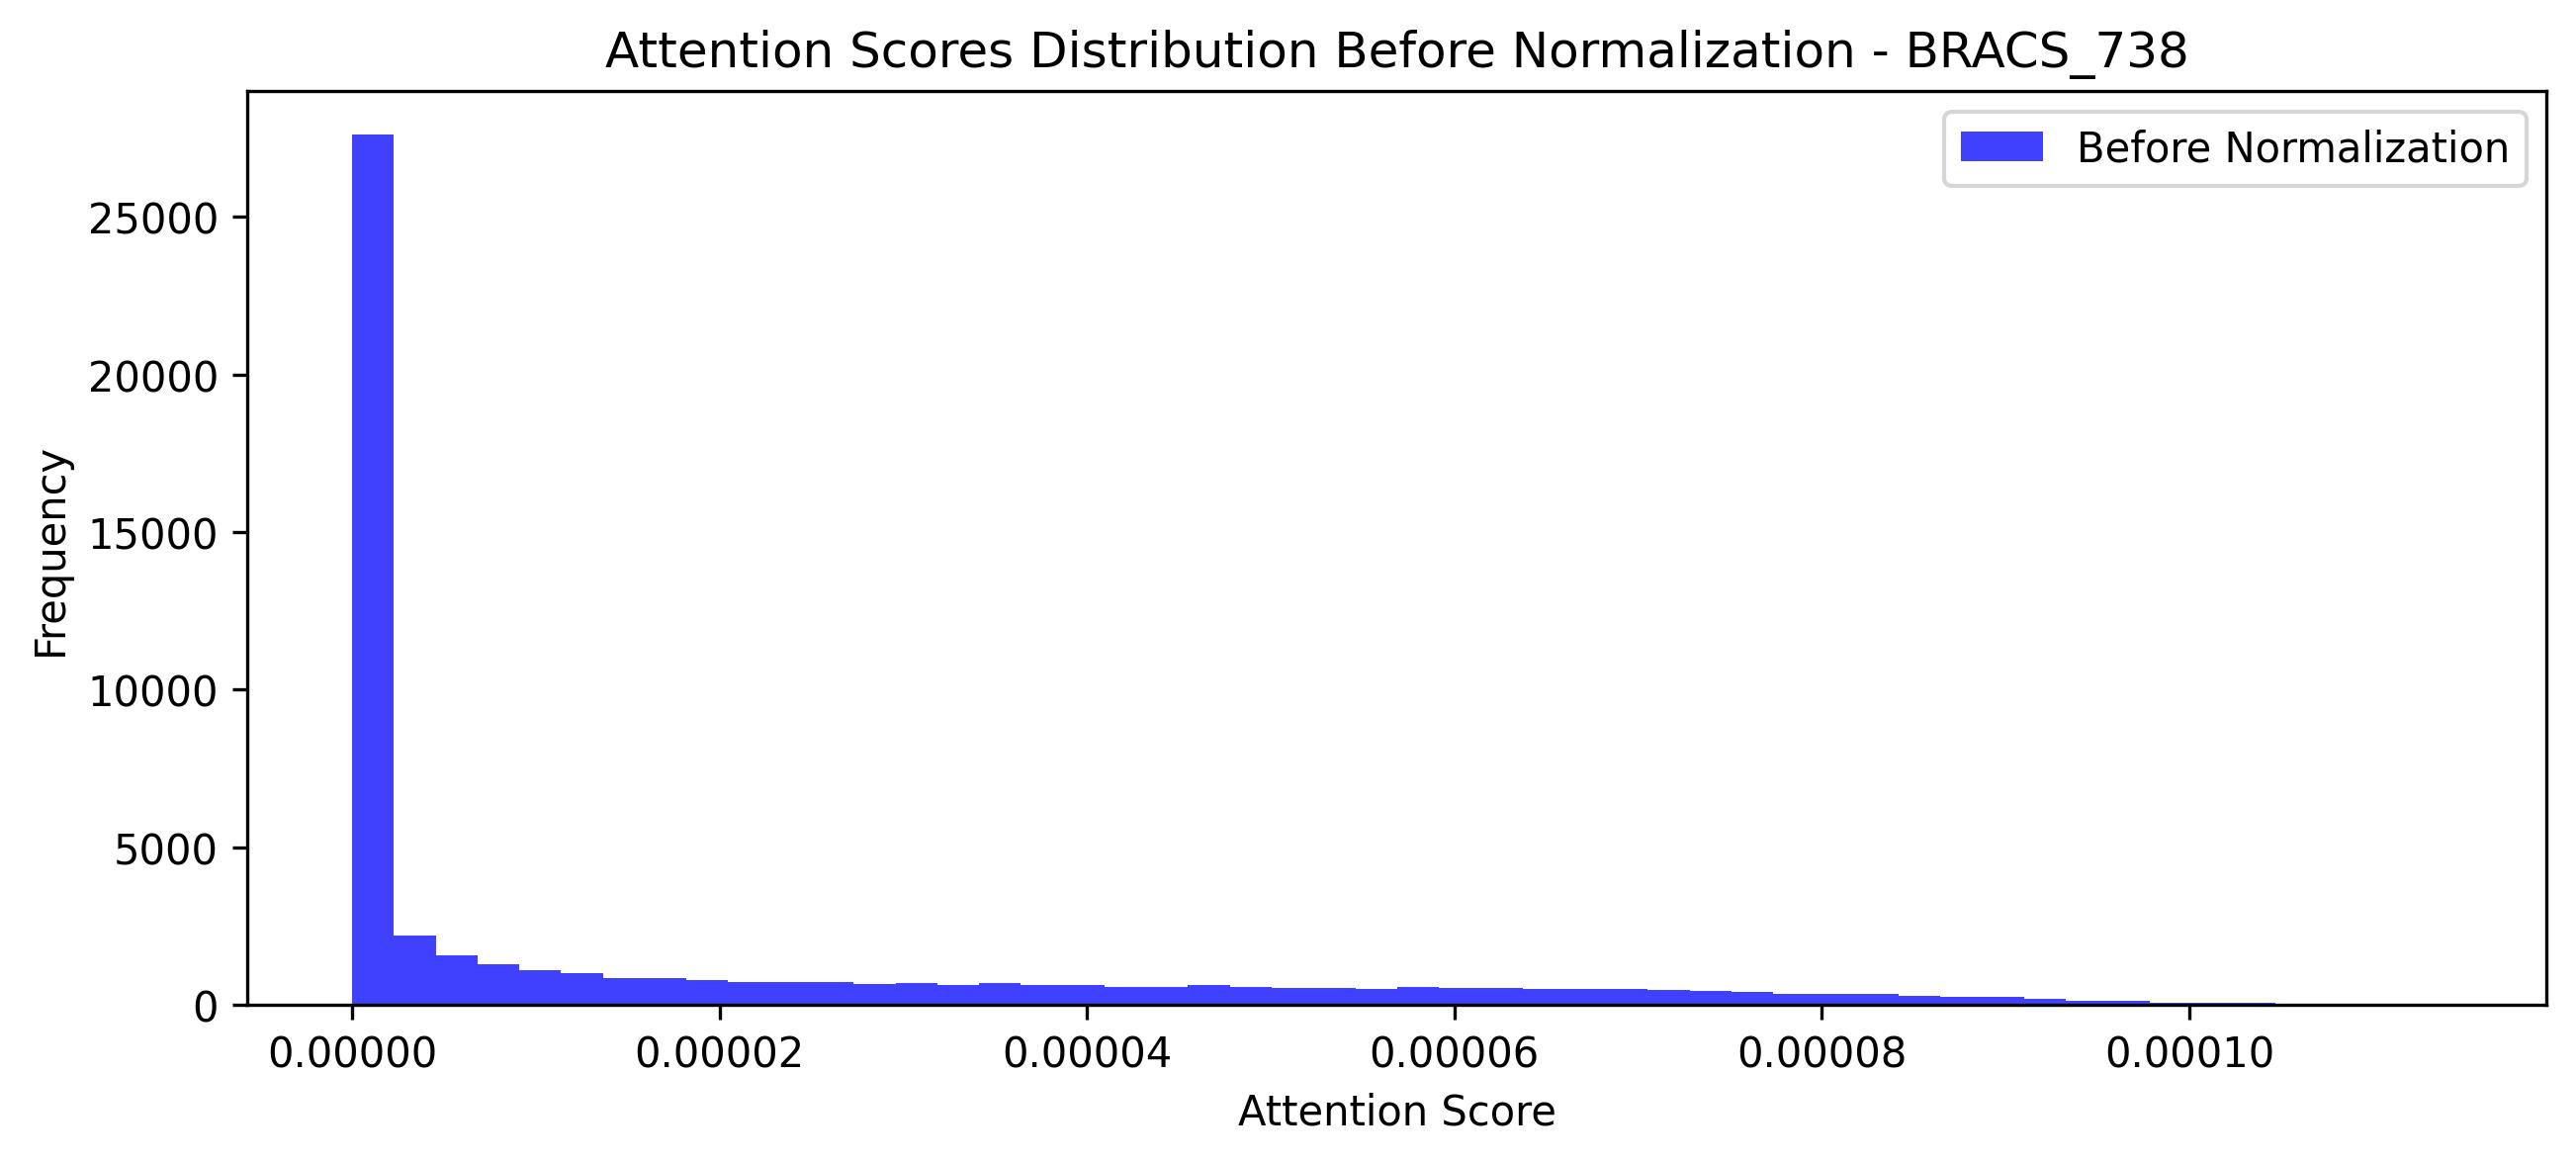 Attention Scores Distribution Before Normalization - BRACS_738
Before Normalization
25000
20000
15000
10000
5000
0
Frequency
0.00000 0.00002 0.00004 0.00006 0.00008 0.00010
Attention Score